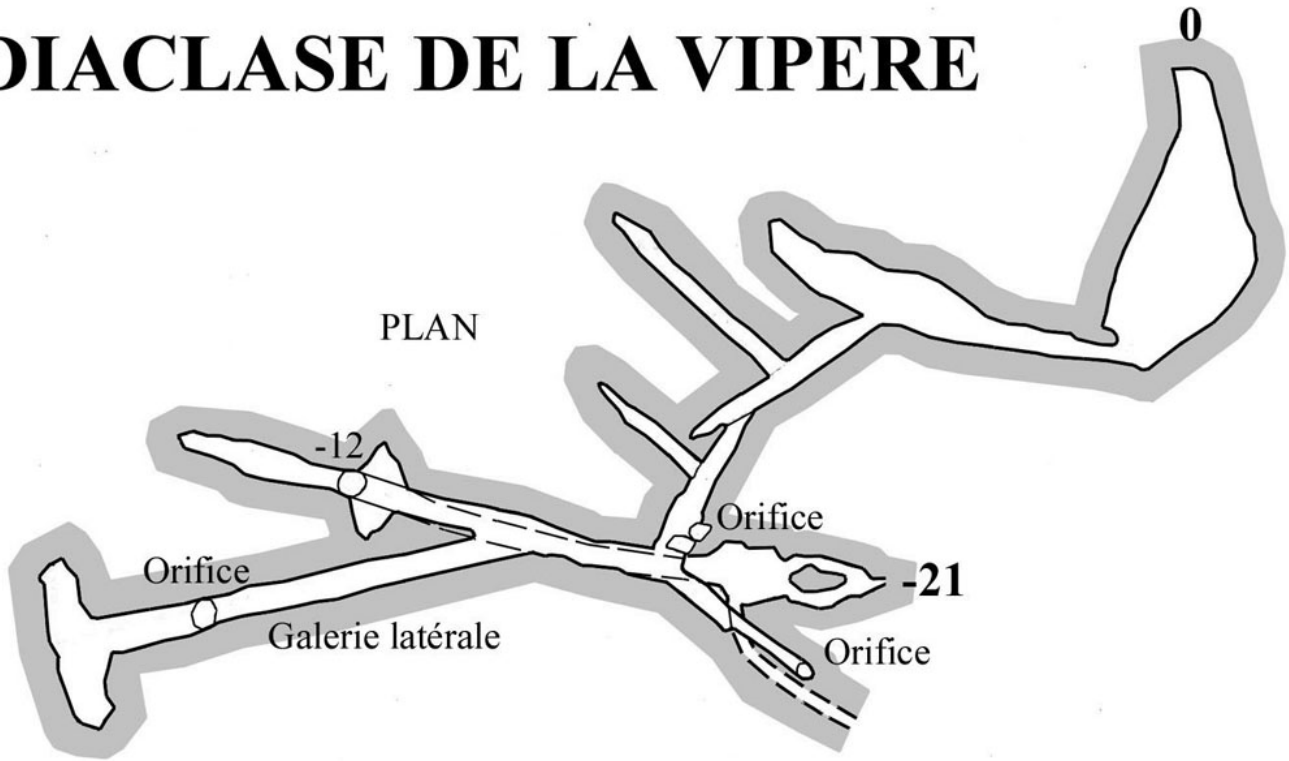 DIACLASE DE LA VIPERE
0
PLAN
-12
Orifice
Orifice
-21
Galerie latérale
Orifice